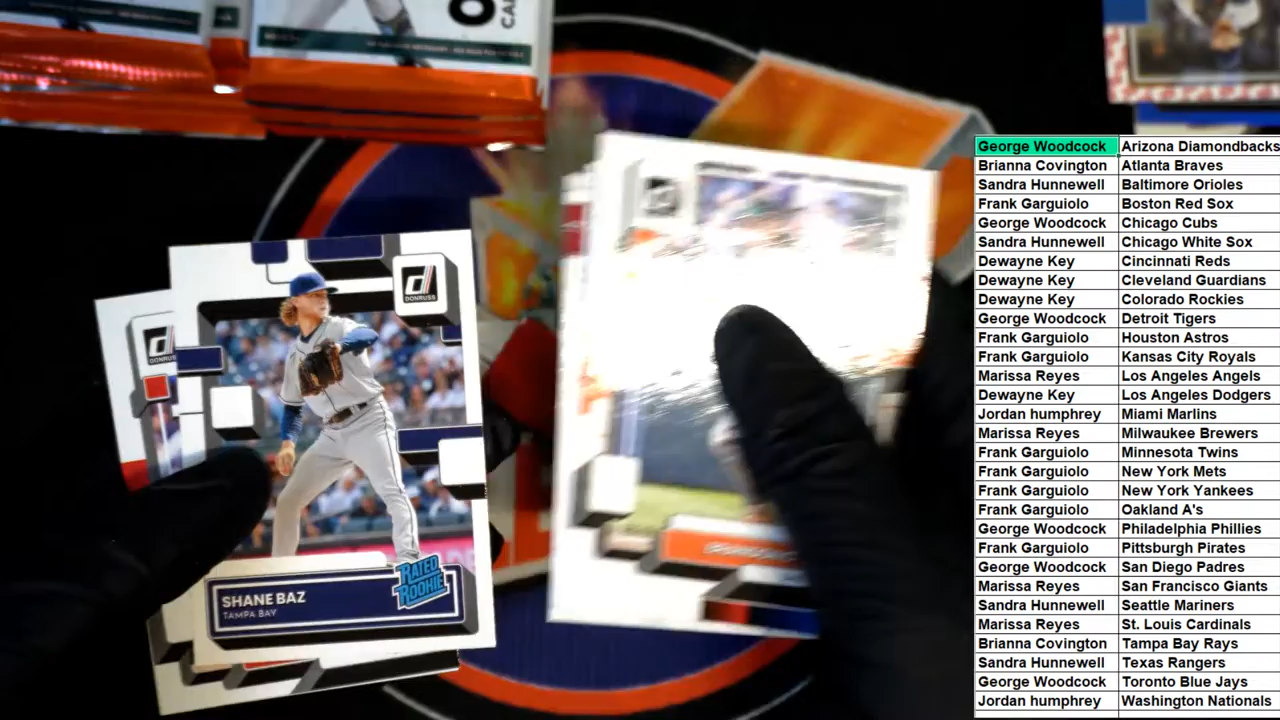 DONRUSS
DONRUSS
RATED
ROOKIE
SHANE BAZ
TAMPA BAY
George Woodcock Arizona Diamondbacks
Brianna Covington Atlanta Braves
Sandra Hunnewell Baltimore Orioles
Frank Garguiolo Boston Red Sox
George Woodcock Chicago Cubs
Sandra Hunnewell Chicago White Sox
Dewayne Key Cincinnati Reds
Dewayne Key Cleveland Guardians
Dewayne Key Colorado Rockies
George Woodcock Detroit Tigers
Frank Garguiolo Houston Astros
Frank Garguiolo Kansas City Royals
Marissa Reyes Los Angeles Angels
Dewayne Key Los Angeles Dodgers
Jordan humphrey Miami Marlins
Marissa Reyes Milwaukee Brewers
Frank Garguiolo Minnesota Twins
Frank Garguiolo New York Mets
Frank Garguiolo New York Yankees
Frank Garguiolo Oakland A's
George Woodcock Philadelphia Phillies
Frank Garguiolo Pittsburgh Pirates
George Woodcock San Diego Padres
Marissa Reyes San Francisco Giants
Sandra Hunnewell Seattle Mariners
Marissa Reyes St. Louis Cardinals
Brianna Covington Tampa Bay Rays
Sandra Hunnewell Texas Rangers
George Woodcock Toronto Blue Jays
Jordan humphrey Washington Nationals